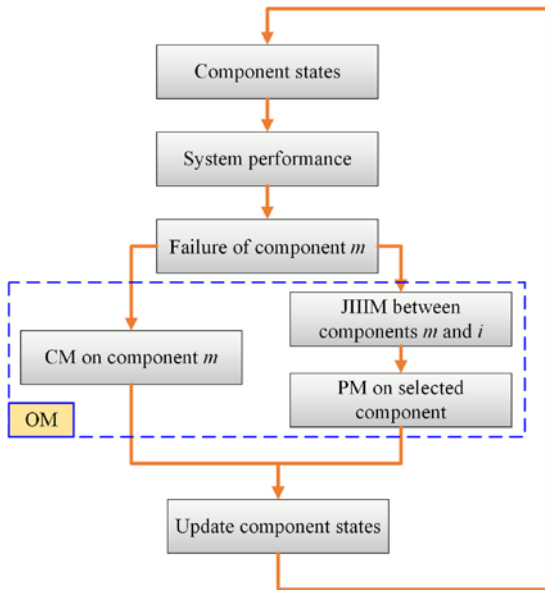 Component states
System performance
Failure of component m
JIIIM between
components m and i
CM on component m
PM on selected
component
OM
Update component states